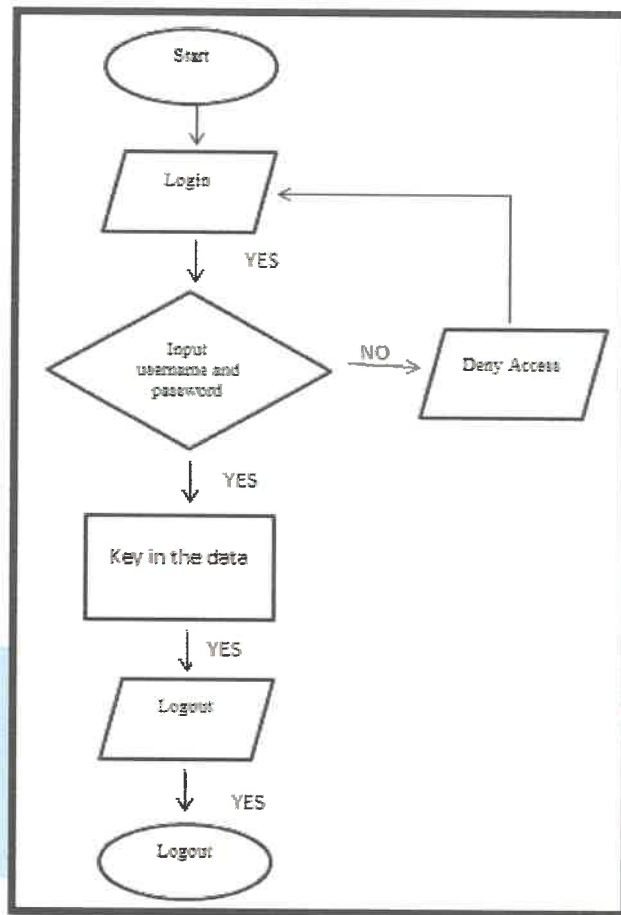 Start
Login
YES
Input
username and
password
NO
Deny Access
YES
Key in the data
YES
Logout
YES
Logout